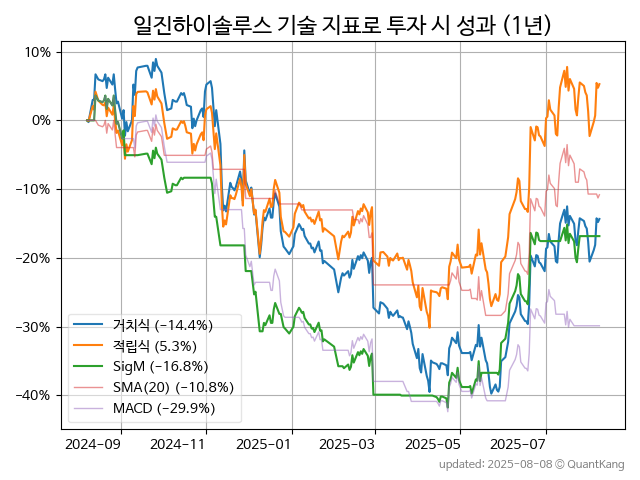 일진하이솔루스 기술 지표로 투자 시 성과 (1년)
10%
0%
−10%
−20%
−30%
−40%
거치식 (−14.4%)
적립식 (5.3%)
SigM (−16.8%)
SMA(20) (−10.8%)
MACD (−29.9%)
2024-09 2024-11 2025-01 2025-03 2025-05 2025-07
updated: 2025-08-08 © QuantKang